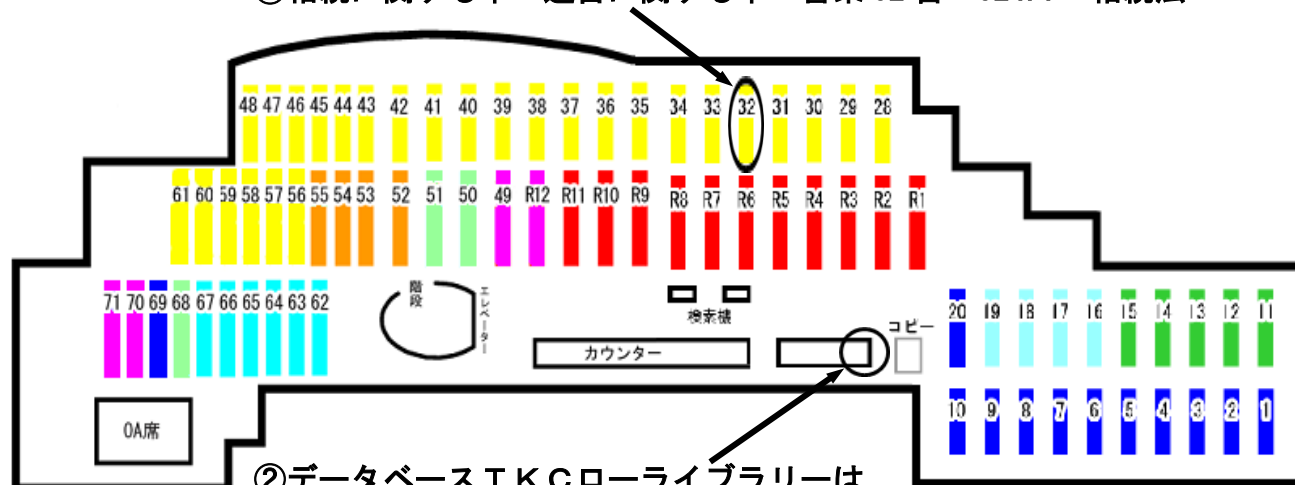 48 47 46 45 44 43 42 41 40 39 38 37 36 35 34 33 32 31 30 29 28
61 60 59 58 57 56 55 54 53 52 51 50 49 R12 R11 R10 R9 R8 R7 R6 R5 R4 R3 R2 R1
71 70 69 68 67 66 65 64 63 62
階段
エレベーター
検索機
カウンター
コピー
20 19 18 17 16 15 14 13 12 11
10 9 8 7 6 5 4 3 2 1
OA席
②データベースTKCローライブラリーは